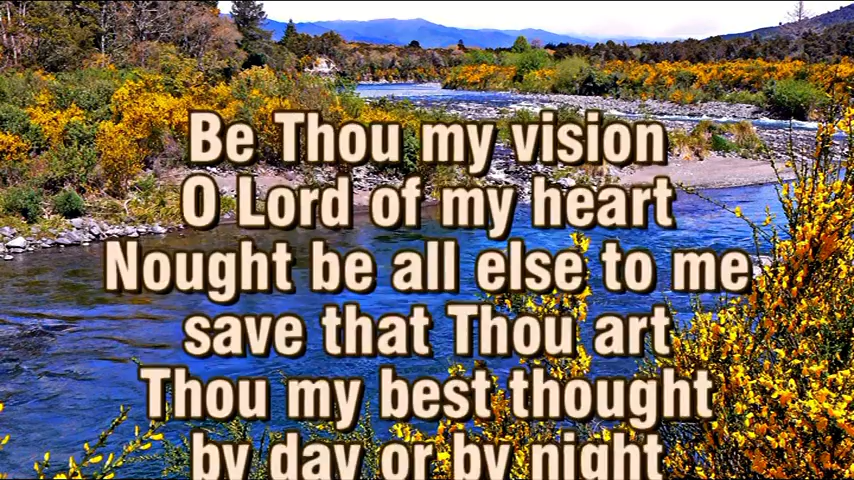 Be Thou my vision
O Lord of my heart
Nought be all else to me
save that Thou art
Thou my best thought
by day or by night